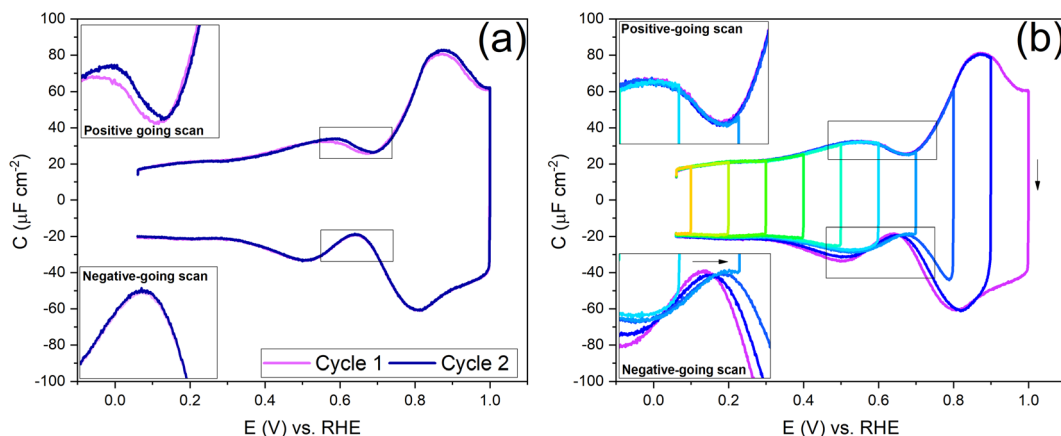 (a)
Positive going scan
Negative-going scan
Cycle 1
Cycle 2
100
80
60
40
20
0
-20
-40
-60
-80
-100
C (μF cm-2)
0.0 0.2 0.4 0.6 0.8 1.0
E (V) vs. RHE
(b)
Positive-going scan
Negative-going scan
100
80
60
40
20
0
-20
-40
-60
-80
-100
C (μF cm-2)
0.0 0.2 0.4 0.6 0.8 1.0
E (V) vs. RHE